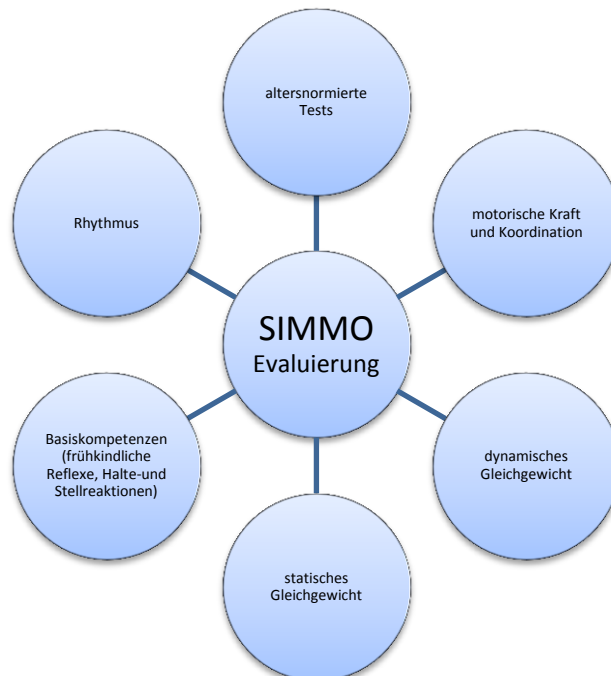 altersnormierte
Tests
motorische Kraft
und Koordination
dynamisches
Gleichgewicht
statisches
Gleichgewicht
Basiskompetenzen
(frühkindliche
Reflexe, Halte-und
Stellreaktionen)
Rhythmus
SIMMO
Evaluierung